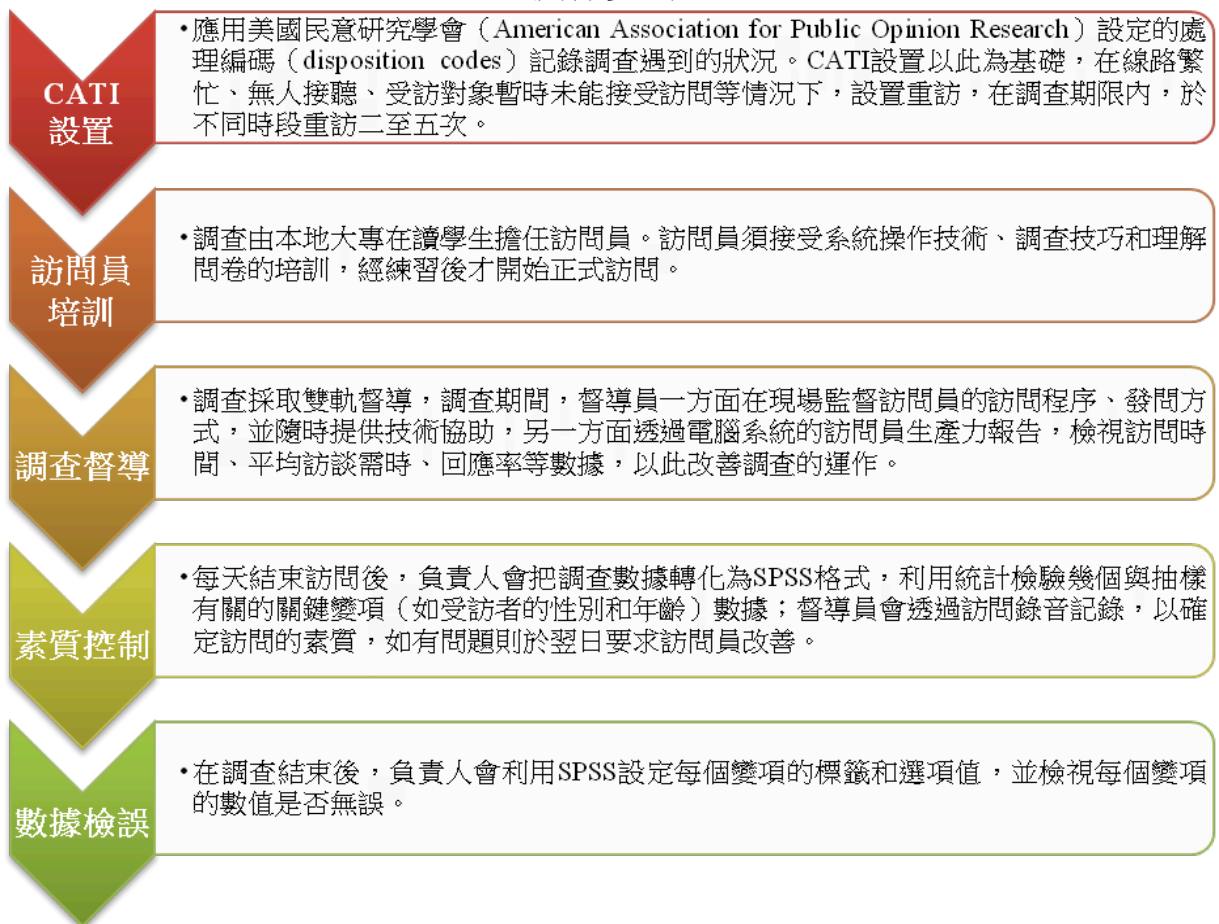 CATI
設置
•應用美國民意研究學會（American Association for Public Opinion Research）設定的處
理編碼（disposition codes）記錄調查遇到的狀況。CATI設置以此為基礎，在線路繁
忙、無人接聽、受訪對象暫時未能接受訪問等情況下，設置重訪，在調查期限內，於
不同時段重訪二至五次。
訪問員
培訓
•調查由本地大專在讀學生擔任訪問員。訪問員須接受系統操作技術、調查技巧和理解
問卷的培訓，經練習後才開始正式訪問。
調查督導
•調查採取雙軌督導，調查期間，督導員一方面在現場監督訪問員的訪問程序、發問方
式，並隨時提供技術協助，另一方面透過電腦系統的訪問員生產力報告，檢視訪問時
間、平均訪談需時、回應率等數據，以此改善調查的運作。
素質控制
•每天結束訪問後，負責人會把調查數據轉化為SPSS格式，利用統計檢驗幾個與抽樣
有關的關鍵變項（如受訪者的性別和年齡）數據；督導員會透過訪問錄音記錄，以確
定訪問的素質，如有問題則於翌日要求訪問員改善。
數據檢誤
•在調查結束後，負責人會利用SPSS設定每個變項的標籤和選項值，並檢視每個變項
的數值是否無誤。